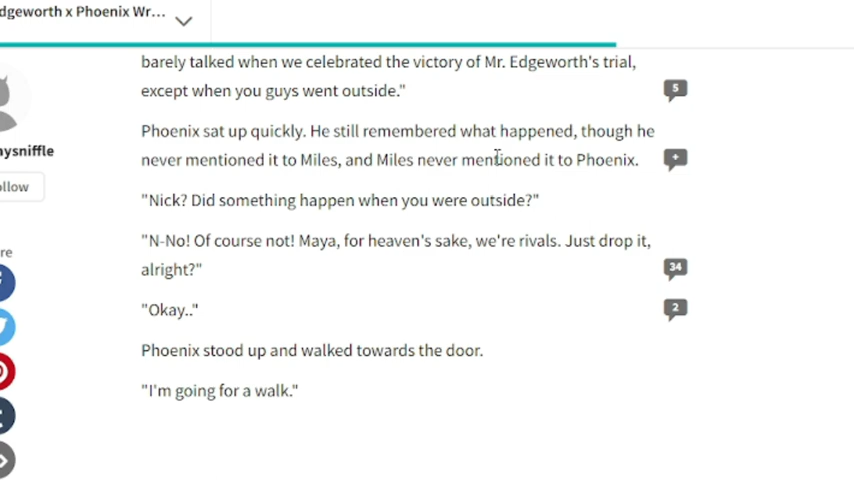 dgeworth x Phoenix Wr...
barely talked when we celebrated the victory of Mr. Edgeworth's trial,
except when you guys went outside."
5
Phoenix sat up quickly. He still remembered what happened, though he
never mentioned it to Miles, and Miles never mentioned it to Phoenix.
+
aysniffle
llow
"Nick? Did something happen when you were outside?"
"N-No! Of course not! Maya, for heaven's sake, we're rivals. Just drop it,
alright?"
34
re
"Okay.."
2
Phoenix stood up and walked towards the door.
"I'm going for a walk."